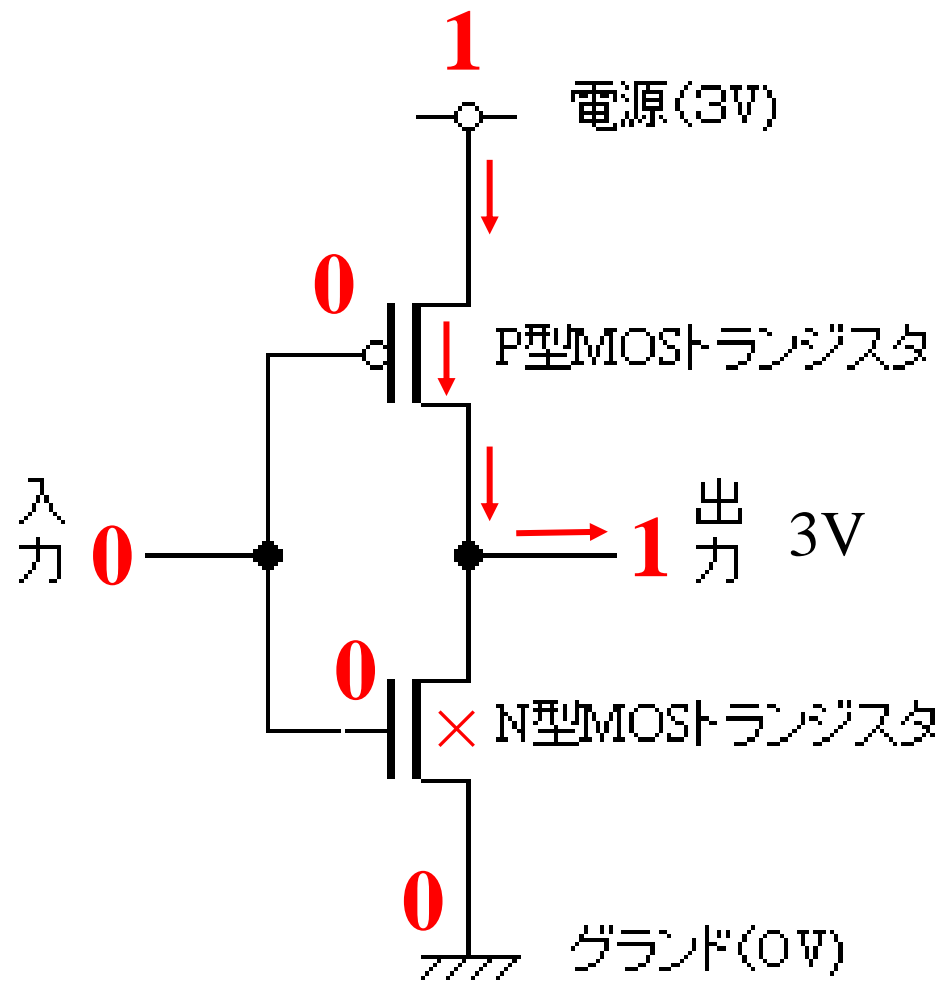 1
電源(3V)
0
P型MOSトランジスタ
入力
0
1
出力
3V
0
×
N型MOSトランジスタ
0
グランド(0V)